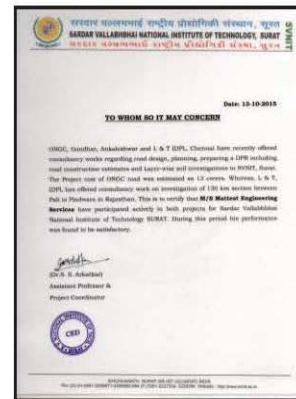 सरदार वल्लभभाई राष्ट्रीय प्रौद्योगिकी संस्थान, सूरत
SARDAR VALLABHBHAI NATIONAL INSTITUTE OF TECHNOLOGY, SURAT
SVNIT
Date: 13-10-2015
TO WHOM SO IT MAY CONCERN
ONGC, Gandhar, Ankaleshwar and L & T IDPL, Chennai have recently offered
consultancy works regarding road design, planning, preparing a DPR including
road construction estimates and Layer-wise soil investigations to SVNIT, Surat.
The Project cost of ONGC road was estimated as 13 crores. Whereas, L & T,
IDPL has offered consultancy work on investigation of 130 km section between
Pali to Pindwara in Rajasthan. This is to certify that M/S Mattest Engineering
Services have participated actively in both projects for Sardar Vallabhbhai
National Institute of Technology SURAT. During this period his performance
was found to be satisfactory.
(Dr. S. S. Arkatkar)
Assistant Professor &
Project Coordinator
CED